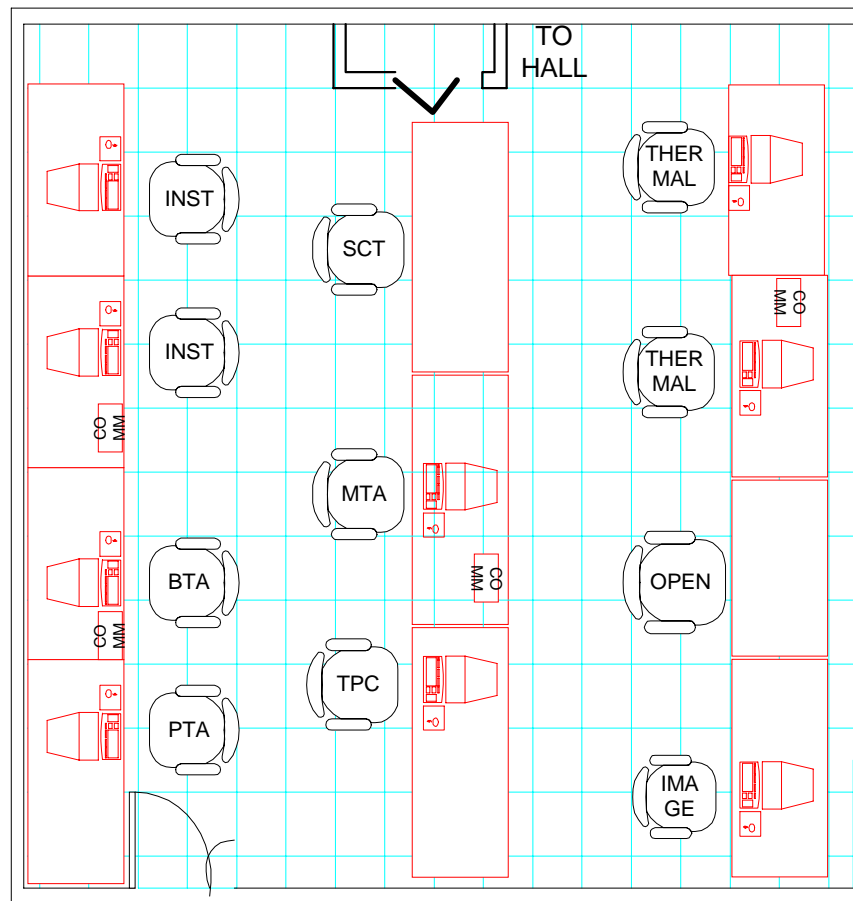 TO
HALL
THER
MAL
INST
SCT
CO
MM
INST
THER
MAL
CO
MM
MTA
CO
MM
BTA
OPEN
CO
MM
TPC
PTA
IMA
GE